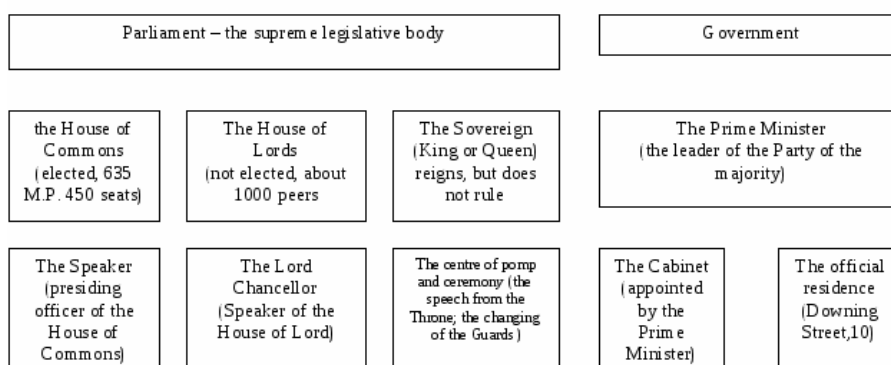 Parliament – the supreme legislative body
Government
the House of
Commons
(elected, 635
M.P. 450 seats)
The House of
Lords
(not elected, about
1000 peers
The Sovereign
(King or Queen)
reigns, but does
not rule
The Prime Minister
(the leader of the Party of the
majority)
The Speaker
(presiding
officer of the
House of
Commons)
The Lord
Chancellor
(Speaker of the
House of Lord)
The centre of pomp
and ceremony (the
speech from the
Throne; the changing
of the Guards)
The Cabinet
(appointed
by the
Prime
Minister)
The official
residence
(Downing
Street,10)